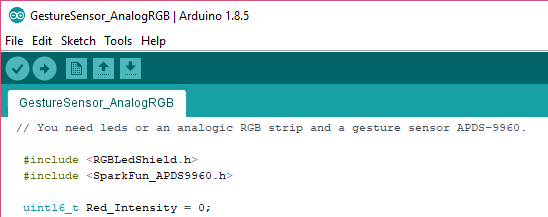 GestureSensor_AnalogRGB | Arduino 1.8.5
File Edit Sketch Tools Help
GestureSensor_AnalogRGB
// You need leds or an analogic RGB strip and a gesture sensor APDS-9960.
#include <RGBLedShield.h>
#include <SparkFun_APDS9960.h>
uint16_t Red_Intensity = 0;